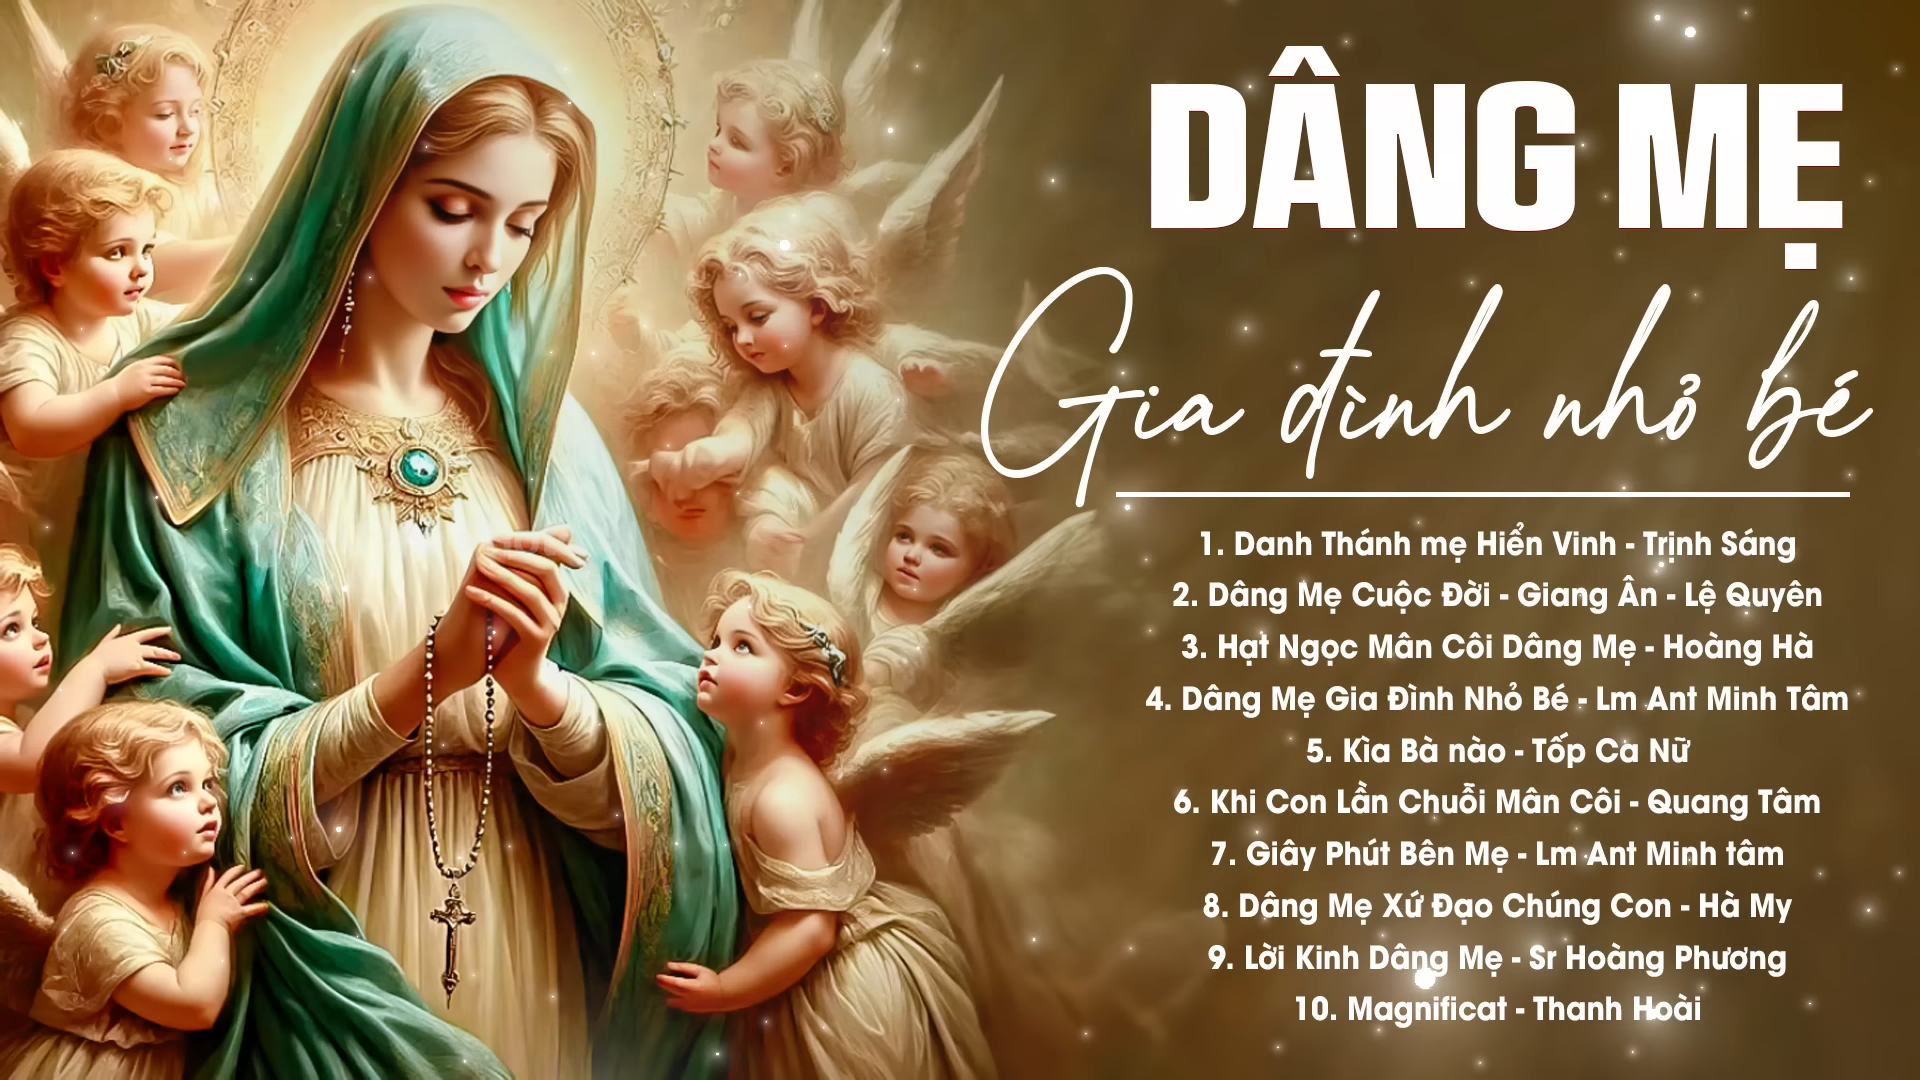 DÂNG MẸ
Gia đình nhỏ bé
1. Danh Thánh mẹ Hiển Vinh - Trịnh Sáng
2. Dâng Mẹ Cuộc Đời - Giang Ân - Lệ Quyên
3. Hạt Ngọc Mân Côi Dâng Mẹ - Hoàng Hà
4. Dâng Mẹ Gia Đình Nhỏ Bé - Lm Ant Minh Tâm
5. Kìa Bà nào - Tốp Ca Nữ
6. Khi Con Lần Chuỗi Mân Côi - Quang Tâm
7. Giây Phút Bên Mẹ - Lm Ant Minh tâm
8. Dâng Mẹ Xứ Đạo Chúng Con - Hà My
9. Lời Kinh Dâng Mẹ - Sr Hoàng Phương
10. Magnificat - Thanh Hoài